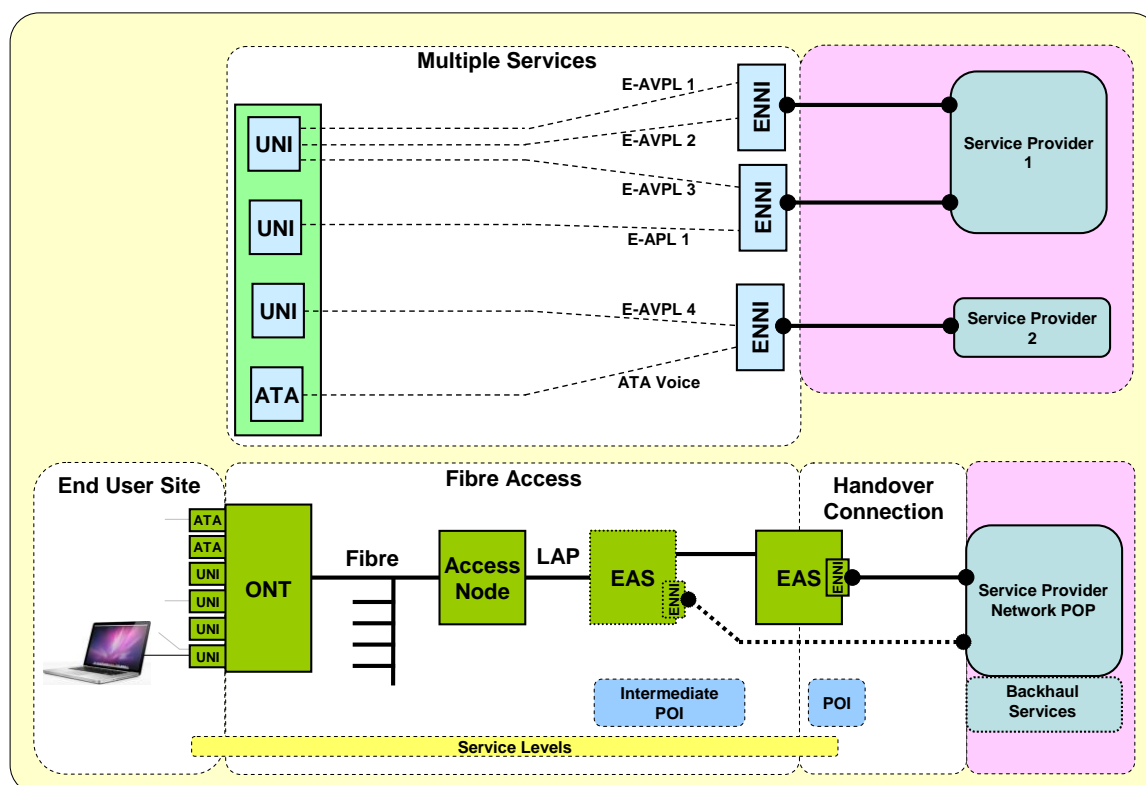 Multiple Services
E-AVPL 1
UNI
ENNI
E-AVPL 2
Service Provider
1
E-AVPL 3
ENNI
UNI
E-APL 1
UNI
E-AVPL 4
ENNI
Service Provider
2
ATA
ATA Voice
End User Site
Fibre Access
Handover
Connection
ATA
ATA
UNI
UNI
UNI
UNI
ONT
Fibre
Access
Node
LAP
EAS
ENNI
EAS
ENNI
Service Provider
Network POP
Intermediate
POI
POI
Backhaul
Services
Service Levels